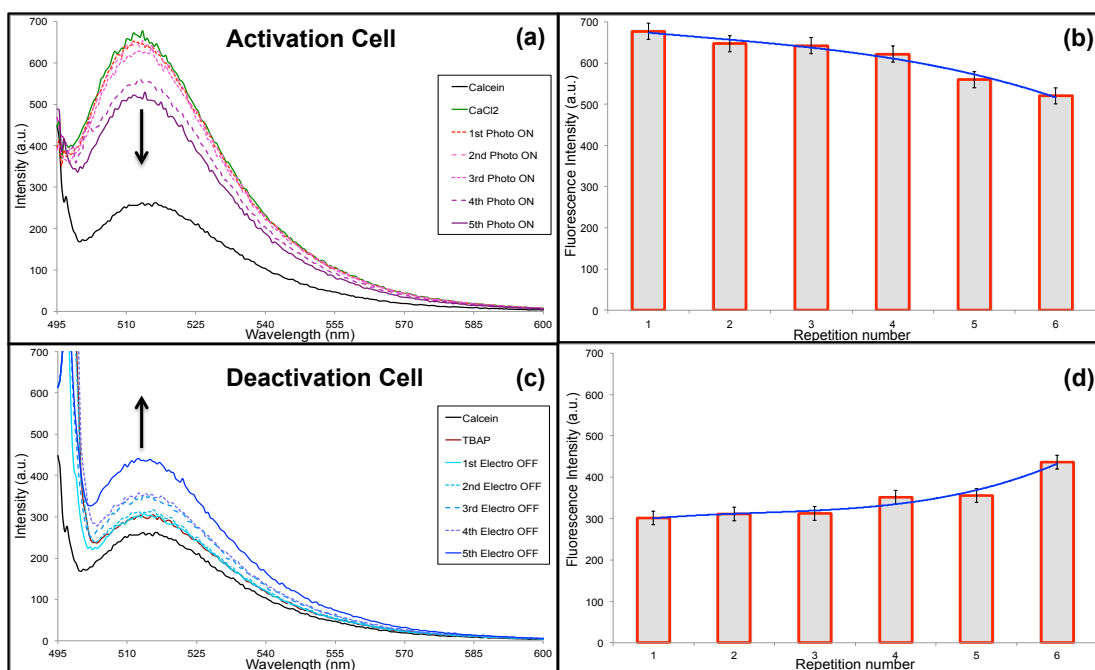 Activation Cell
(a)
Intensity (a.u.)
700
600
500
400
300
200
100
0
495
510
525
540
555
570
585
600
Wavelength (nm)
Calcein
CaCl2
1st Photo ON
2nd Photo ON
3rd Photo ON
4th Photo ON
5th Photo ON
(b)
Fluorescence Intensity (a.u.)
700
600
500
400
300
200
100
0
1
2
3
4
5
6
Repetition number
Deactivation Cell
(c)
Intensity (a.u.)
700
600
500
400
300
200
100
0
495
510
525
540
555
570
585
600
Wavelength (nm)
Calcein
TBAP
1st Electro OFF
2nd Electro OFF
3rd Electro OFF
4th Electro OFF
5th Electro OFF
(d)
Fluorescence Intensity (a.u.)
700
600
500
400
300
200
100
0
1
2
3
4
5
6
Repetition number